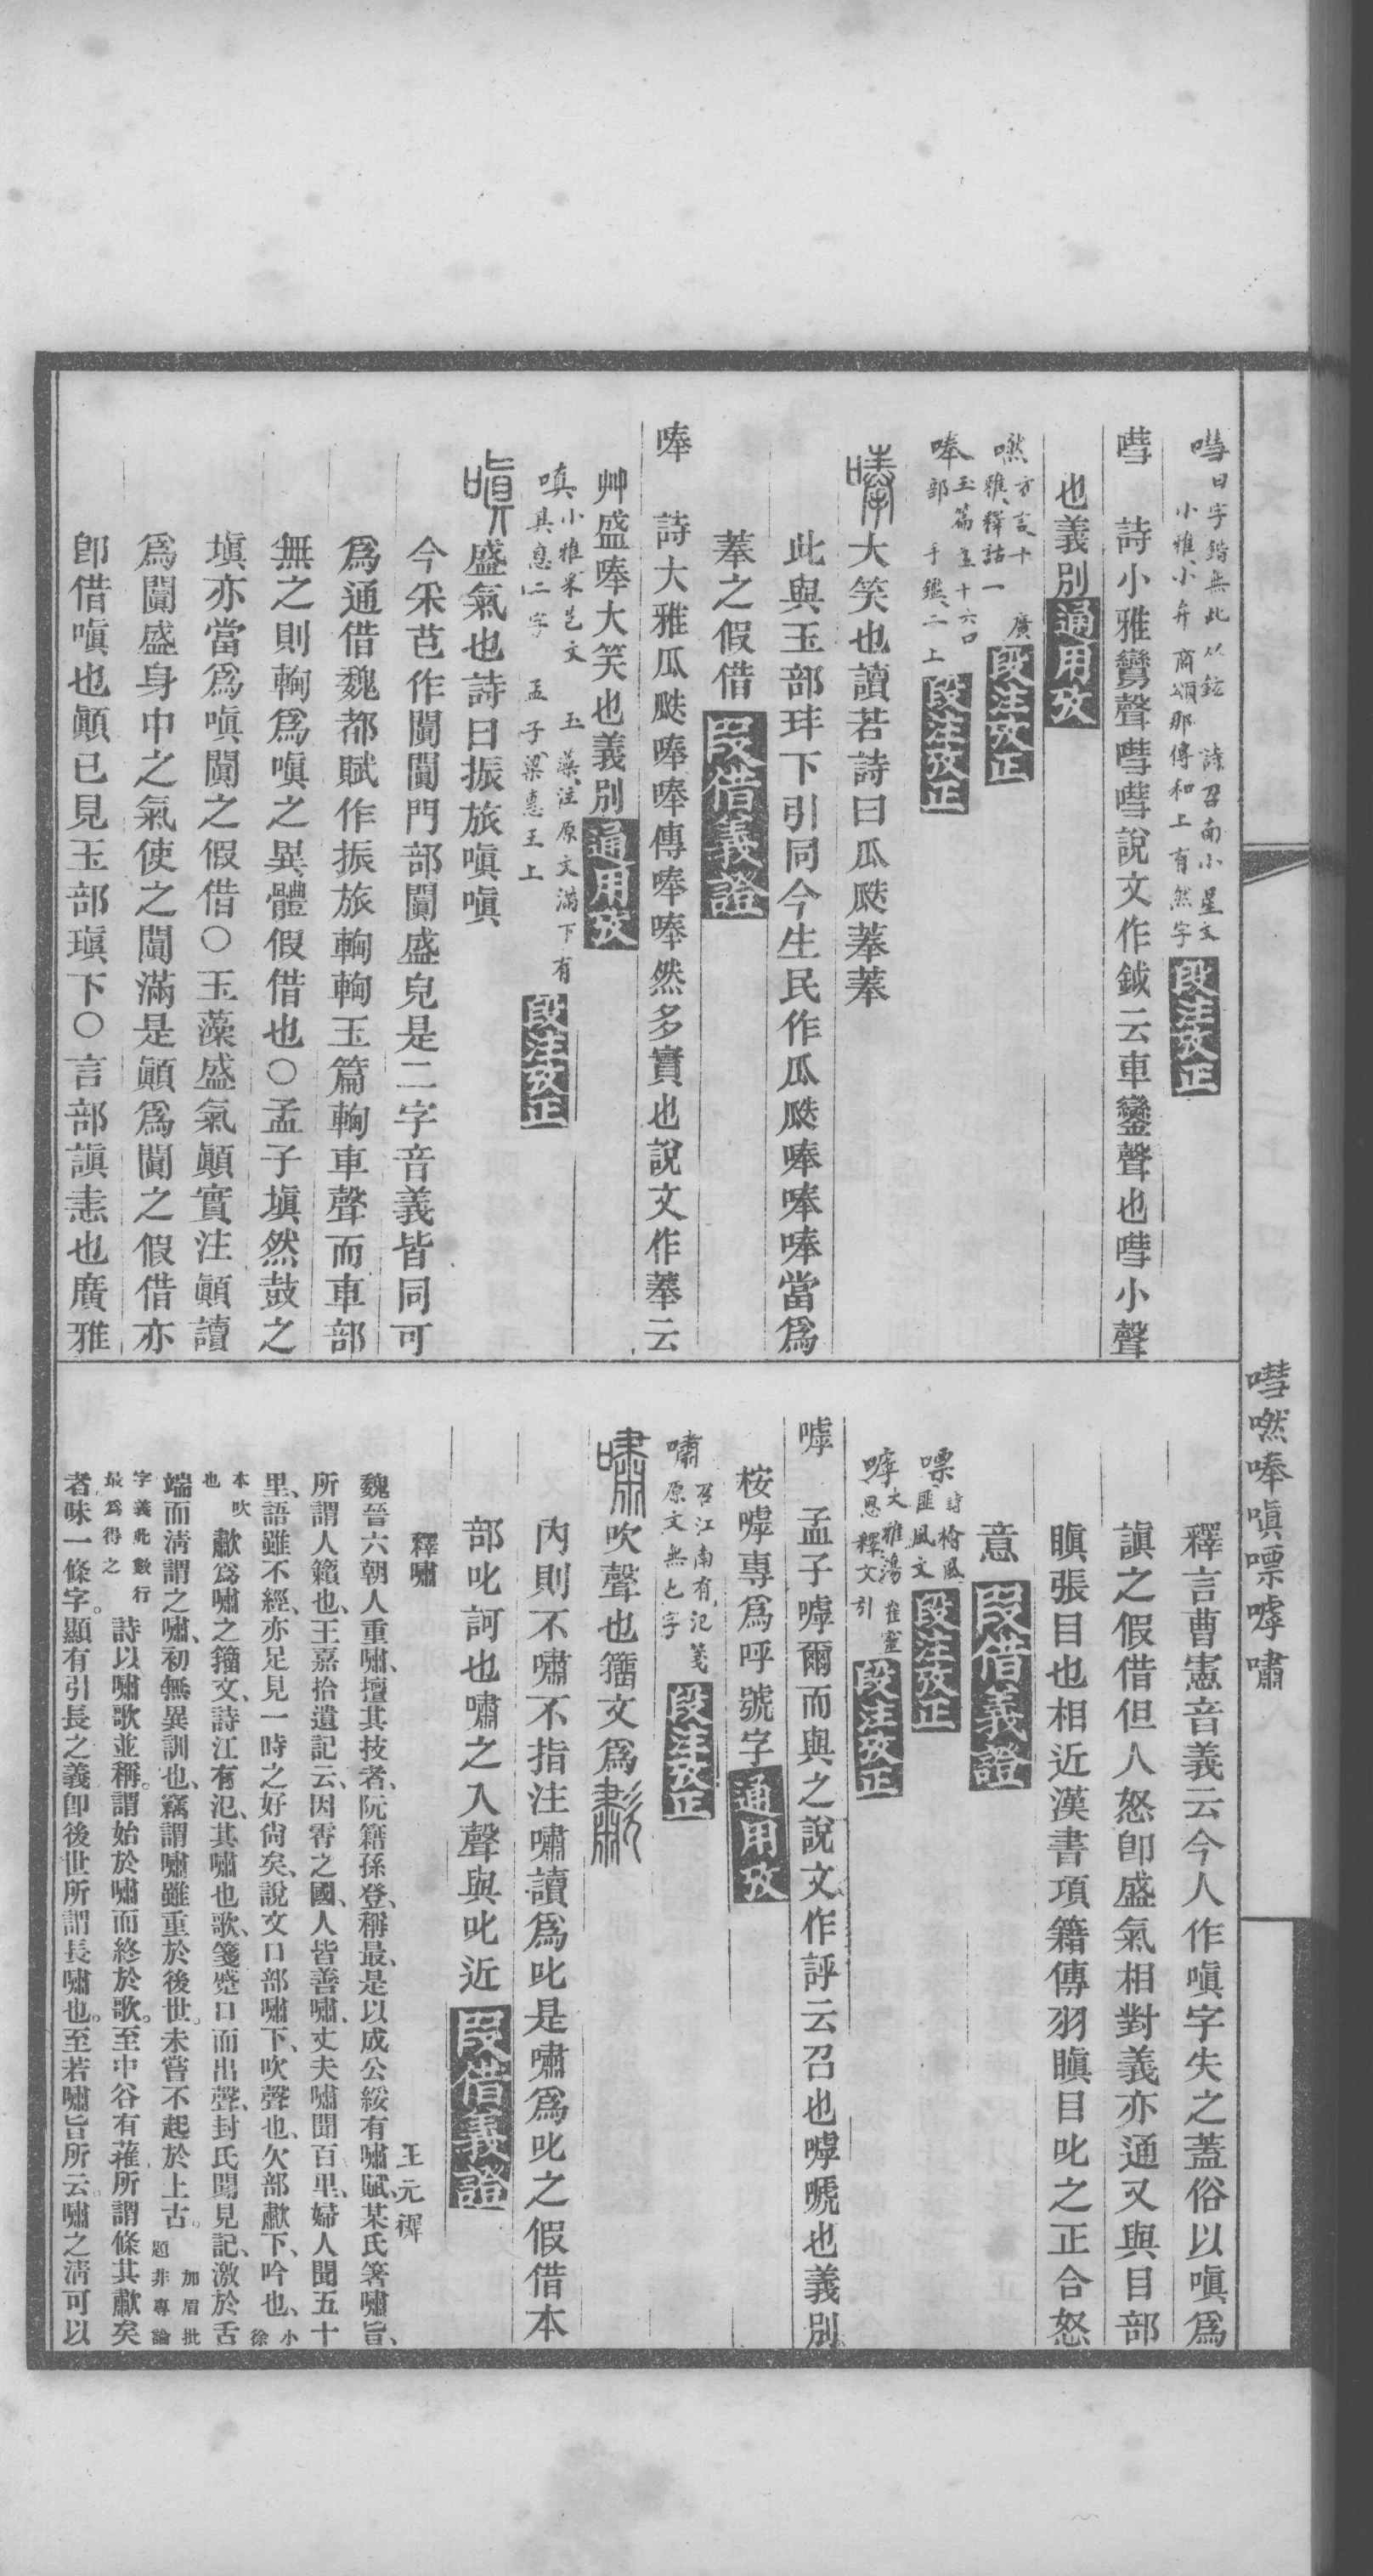 嘒 曰字鍇無此从鉉 詩召南小星文
小雅小弁 商頌那傳和上有然字 段注攷正
嘒 詩小雅鸞聲嘒嘒說文作鉞云車鑾聲也嘒小聲
也義別 通用攷
嘫 方言十 廣
雅釋詁一 段注攷正
唪 玉篇五十六口
部 手鑑二上 段注攷正
唪 大笑也讀若詩曰瓜瓞菶菶
此與玉部玤下引同今生民作瓜瓞唪唪唪當爲
菶之假借 叚借義證
唪 詩大雅瓜瓞唪唪傳唪唪然多實也說文作菶云
艸盛唪大笑也義別 通用攷
嗔 小雅采芑文 玉藻注原文滿下有
其息二字 孟子梁惠王上 段注攷正
嗔 盛氣也詩曰振旅嗔嗔
今采芑作闐闐門部闐盛皃是二字音義皆同可
爲通借魏都賦作振旅輷輷玉篇輷車聲而車部
無之則輷爲嗔之異體假借也〇孟子塡然鼓之
塡亦當爲嗔闐之假借〇玉藻盛氣顚實注顚讀
爲闐盛身中之氣使之闐滿是顚爲闐之假借亦
卽借嗔也顚已見玉部瑱下〇言部謓恚也廣雅
嘒嘫唪嗔嘌嘑嘯
釋言曹憲音義云今人作嗔字失之蓋俗以嗔爲
謓之假借但人怒卽盛氣相對義亦通又與目部
瞋張目也相近漢書項籍傳羽瞋目叱之正合怒
意 叚借義證
嘌 詩檜風
匪風文 段注攷正
嘑 大雅蕩 崔靈
恩釋文引 段注攷正
嘑 孟子嘑爾而與之說文作評云召也嘑唬也義別
桉嘑專爲呼號字 通用攷
嘯 召江南有汜箋
原文無也字 段注攷正
嘯 吹聲也籒文爲歗
內則不嘯不指注嘯讀爲叱是嘯爲叱之假借本
部叱訶也嘯之入聲與叱近 叚借義證
釋嘯 王元穉
魏晉六朝人重嘯、擅其技者、阮籍孫登、稱最、是以成公綏有嘯賦、某氏箸嘯旨、
所謂人籟也、王嘉拾遺記云、因霄之國、人皆善嘯、丈夫嘯聞百里、婦人聞五十
里、語雖不經、亦足見一時之好尙矣、說文口部嘯下、吹聲也、欠部歗下、吟也、小徐
本吹也 歗爲嘯之籒文、詩江有汜、其嘯也歌、箋蹙口而出聲、封氏聞見記、激於舌
端而淸謂之嘯、初無異訓也、竊謂嘯雖重於後世。未嘗不起於上古。 加眉批題非專論
字義此數行最爲得之 詩以嘯歌並稱。謂始於嘯而終於歌。至中谷有蓷所謂條其歗矣
者味一條字。顯有引長之義卽後世所謂長嘯也。至若嘯旨所云嘯之淸可以